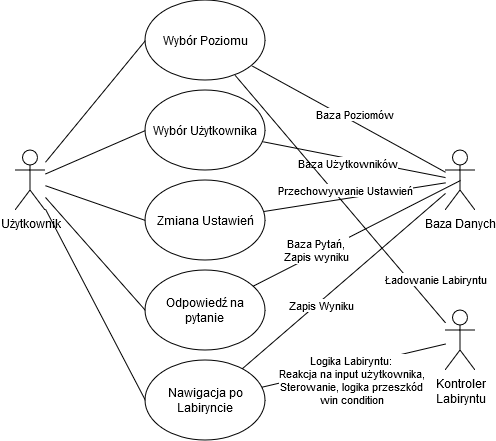 Wybór Poziomu
Baza Poziomów
Wybór Użytkownika
Baza Użytkowników
Przechowywanie Ustawień
Użytkownik
Zmiana Ustawień
Baza Danych
Baza Pytań,
Zapis wyniku
Ładowanie Labiryntu
Odpowiedź na
pytanie
Zapis Wyniku
Logika Labiryntu:
Reakcja na input użytkownika,
Sterowanie, logika przeszkód
win condition
Kontroler
Labiryntu
Nawigacja po
Labiryncie